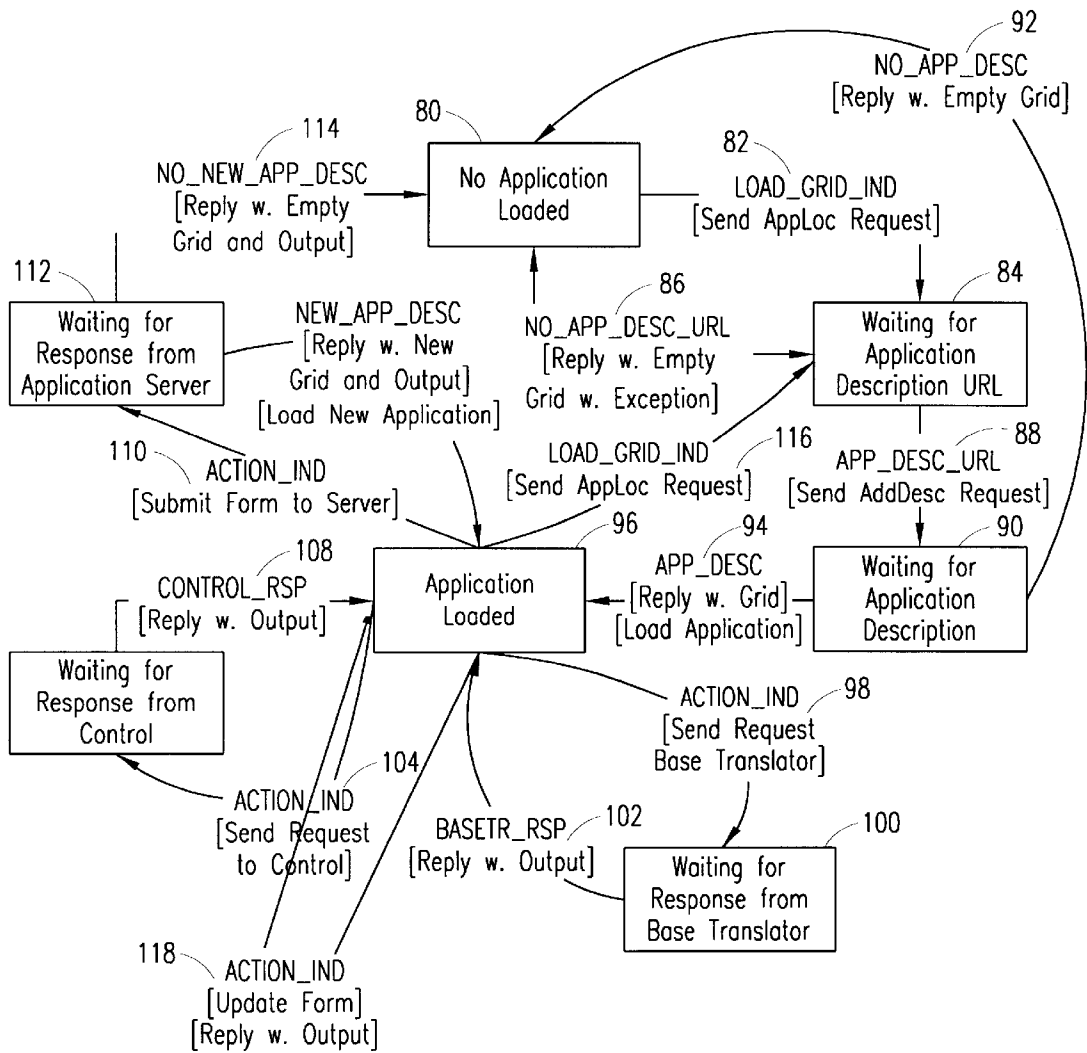 92
NO_APP_DESC
[Reply w. Empty Grid]
114
80
82
NO_NEW_APP_DESC
[Reply w. Empty
Grid and Output]
No Application
Loaded
LOAD_GRID_IND
[Send AppLoc Request]
112
Waiting for
Response from
Application Server
NEW_APP_DESC
[Reply w. New
Grid and Output]
[Load New Application]
86
NO_APP_DESC_URL
[Reply w. Empty
Grid w. Exception]
84
Waiting for
Application
Description URL
110
ACTION_IND
[Submit Form to Server]
LOAD_GRID_IND
[Send AppLoc Request]
116
88
APP_DESC_URL
[Send AddDesc Request]
108
CONTROL_RSP
[Reply w. Output]
96
Application
Loaded
94
APP_DESC
[Reply w. Grid]
[Load Application]
90
Waiting for
Application
Description
Waiting for
Response from
Control
98
ACTION_IND
[Send Request
Base Translator]
104
ACTION_IND
[Send Request
to Control]
102
BASETR_RSP
[Reply w. Output]
100
Waiting for
Response from
Base Translator
118
ACTION_IND
[Update Form]
[Reply w. Output]